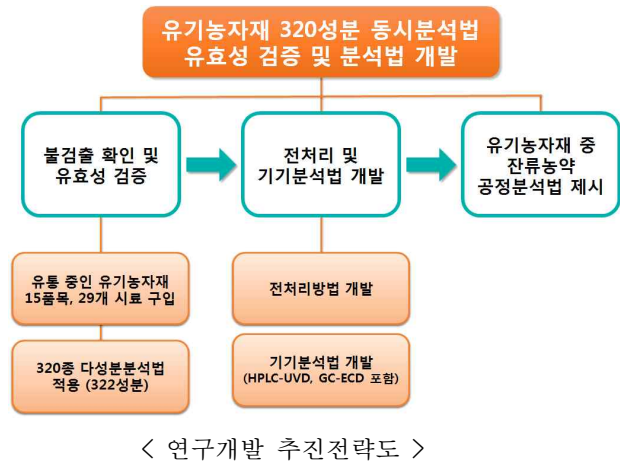 유기농자재 320성분 동시분석법
유효성 검증 및 분석법 개발
불검출 확인 및
유효성 검증
전처리 및
기기분석법 개발
유기농자재 중
잔류농약
공정분석법 제시
유통 중인 유기농자재
15품목, 29개 시료 구입
320종 다성분분석법
적용 (322성분)
전처리방법 개발
기기분석법 개발
(HPLC-UVD, GC-ECD 포함)
< 연구개발 추진전략도 >